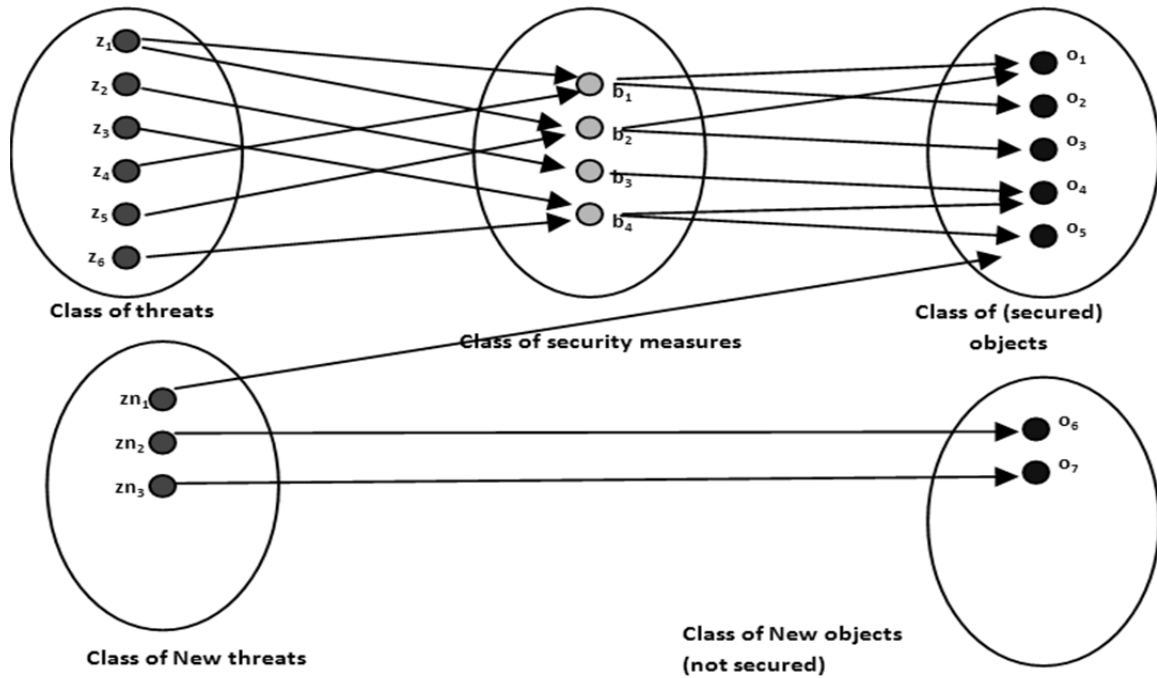 z₁
z₂
z₃
z₄
z₅
z₆
Class of threats
b₁
b₂
b₃
b₄
Class of security measures
o₁
o₂
o₃
o₄
o₅
Class of (secured)
objects
zn₁
zn₂
zn₃
Class of New threats
o₆
o₇
Class of New objects
(not secured)